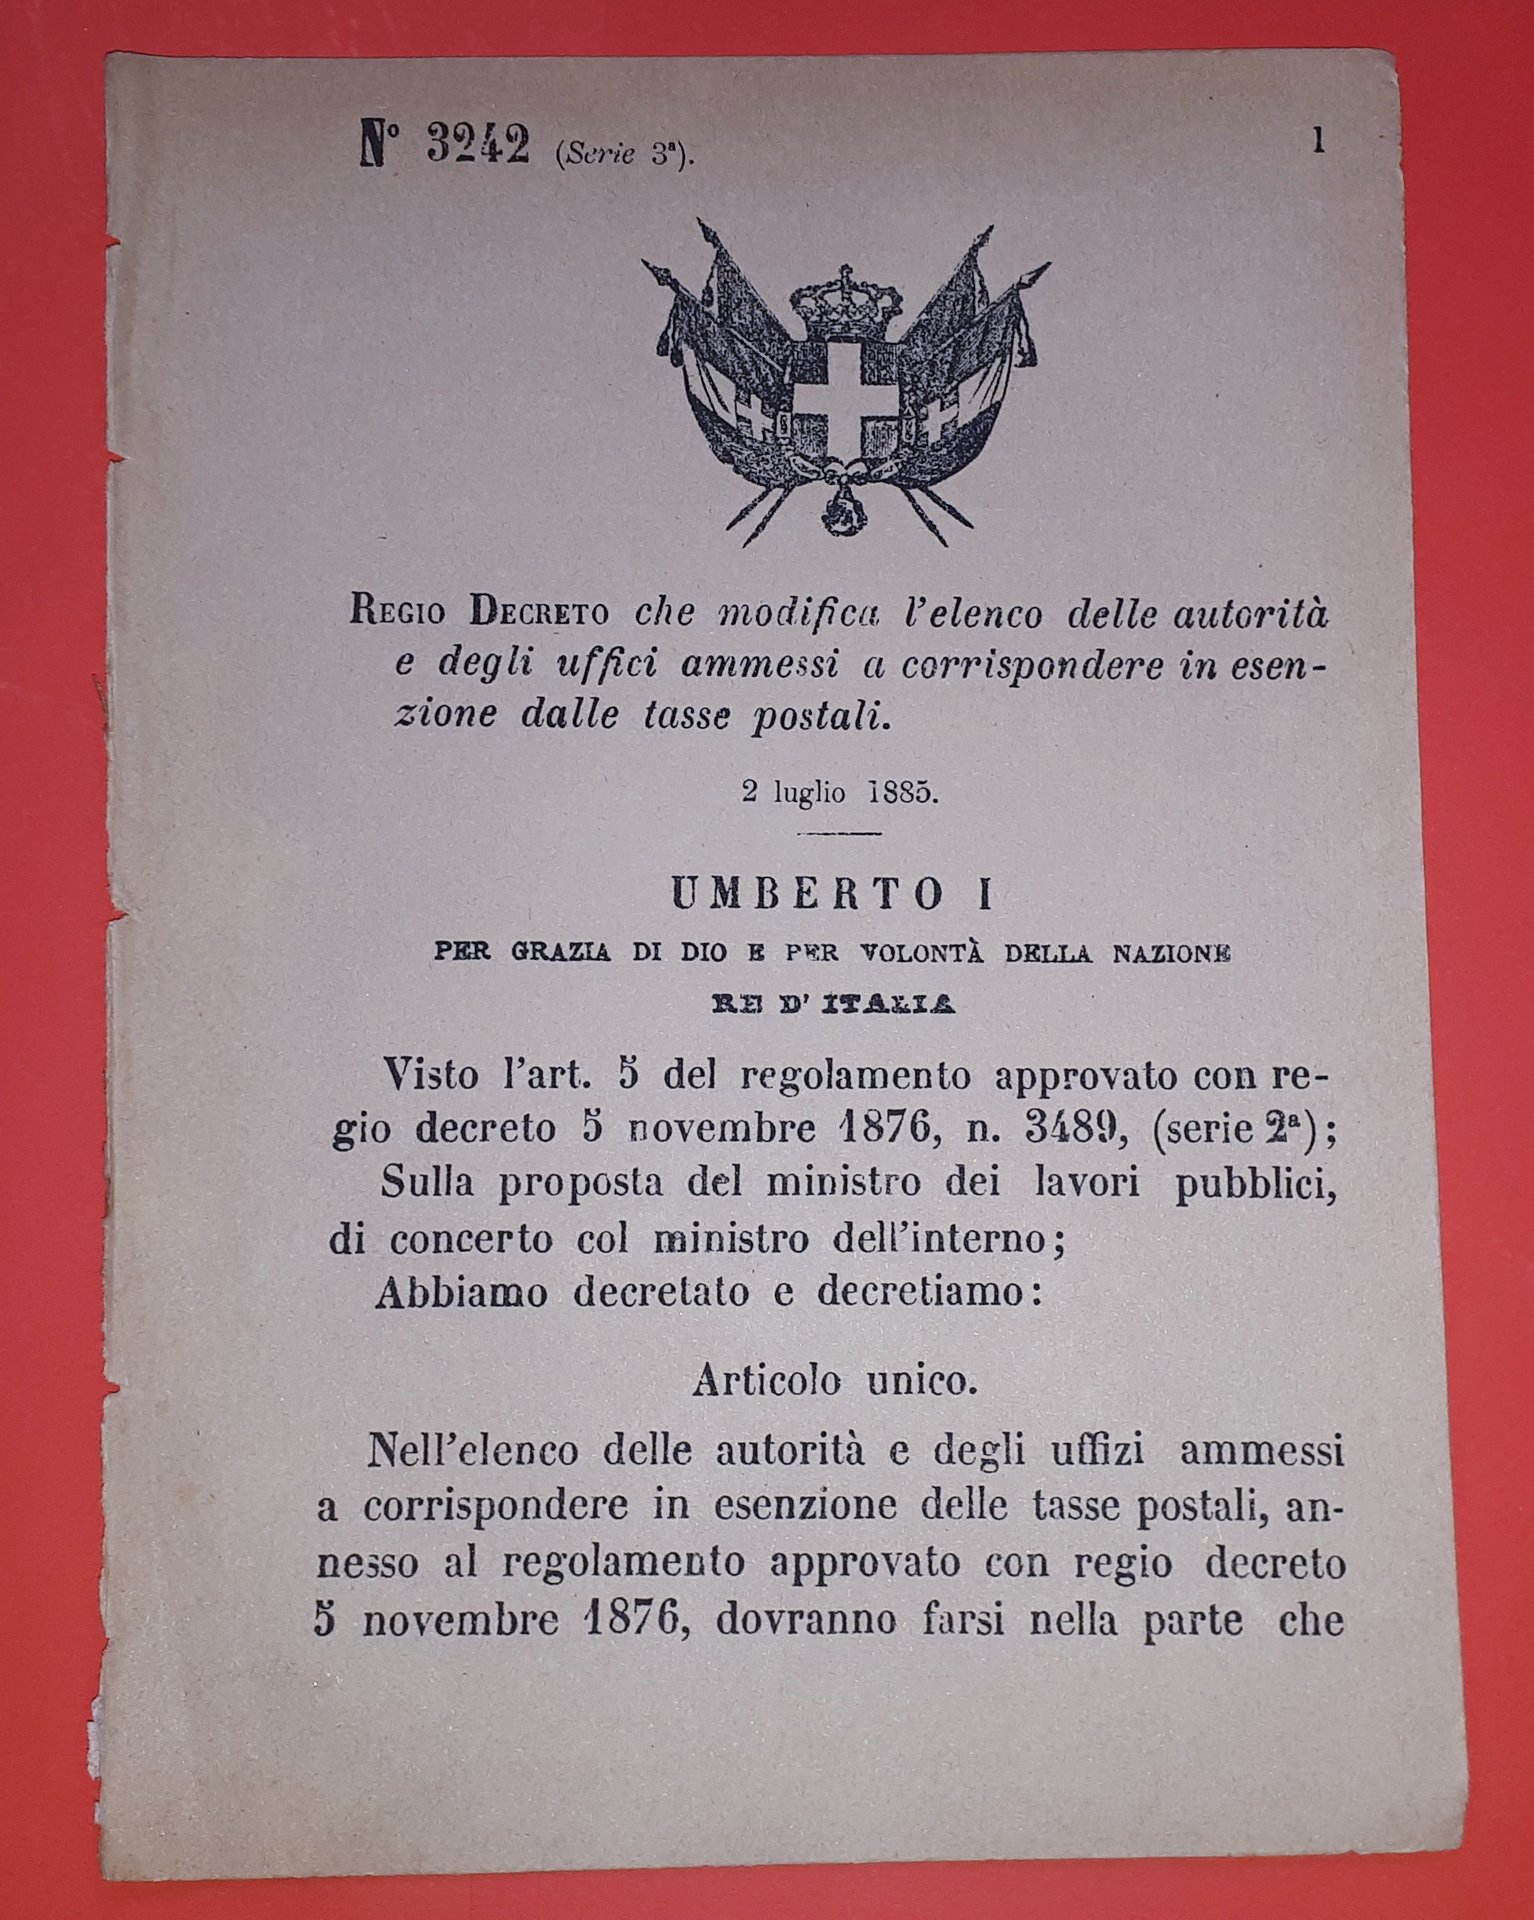 N° 3242 (Serie 3ª). 1
REGIO DECRETO che modifica l'elenco delle autorità
e degli uffici ammessi a corrispondere in esen-
zione dalle tasse postali.
2 luglio 1885.
UMBERTO I
PER GRAZIA DI DIO E PER VOLONTÀ DELLA NAZIONE
RE D'ITALIA
Visto l'art. 5 del regolamento approvato con re-
gio decreto 5 novembre 1876, n. 3489, (serie 2ª);
Sulla proposta del ministro dei lavori pubblici,
di concerto col ministro dell'interno;
Abbiamo decretato e decretiamo:
Articolo unico.
Nell'elenco delle autorità e degli uffizi ammessi
a corrispondere in esenzione delle tasse postali, an-
nesso al regolamento approvato con regio decreto
5 novembre 1876, dovranno farsi nella parte che